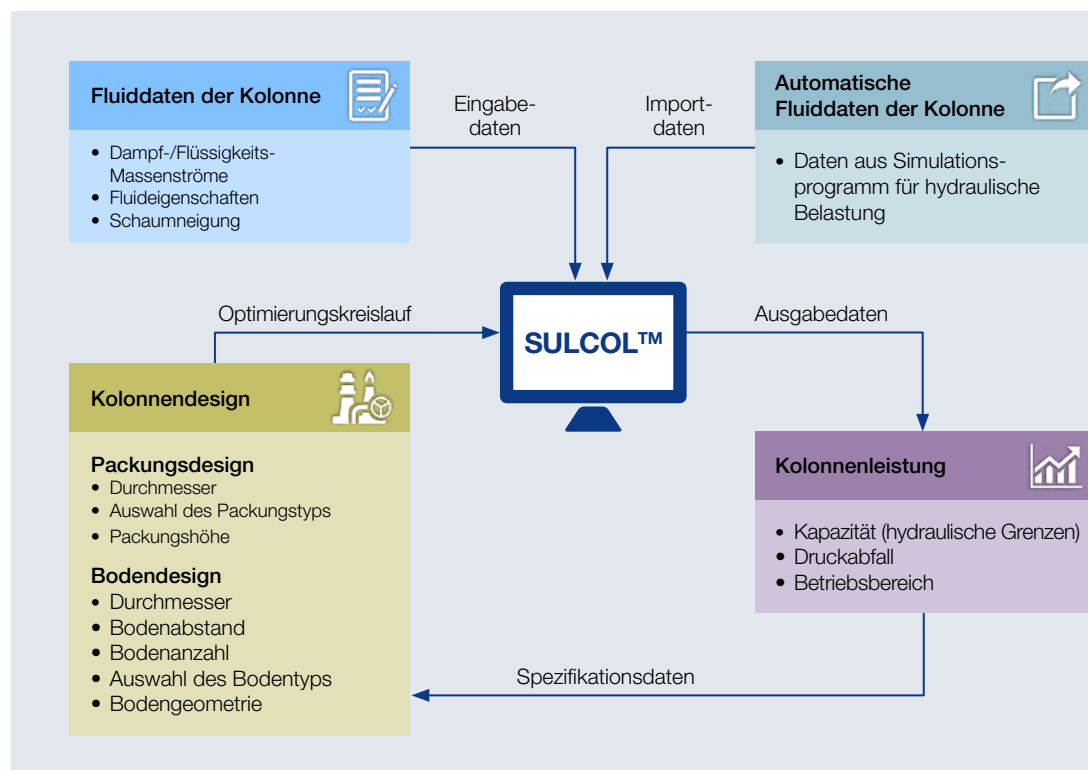 Fluiddaten der Kolonne
• Dampf-/Flüssigkeits-
Massenströme
• Fluideigenschaften
• Schaumneigung
Eingabe-
daten
Import-
daten
Automatische
Fluiddaten der Kolonne
• Daten aus Simulations-
programm für hydraulische
Belastung
Optimierungskreislauf
SULCOL™
Ausgabedaten
Kolonnendesign
Packungsdesign
• Durchmesser
• Auswahl des Packungstyps
• Packungshöhe
Bodendesign
• Durchmesser
• Bodenabstand
• Bodenanzahl
• Auswahl des Bodentyps
• Bodengeometrie
Kolonnenleistung
• Kapazität (hydraulische Grenzen)
• Druckabfall
• Betriebsbereich
Spezifikationsdaten